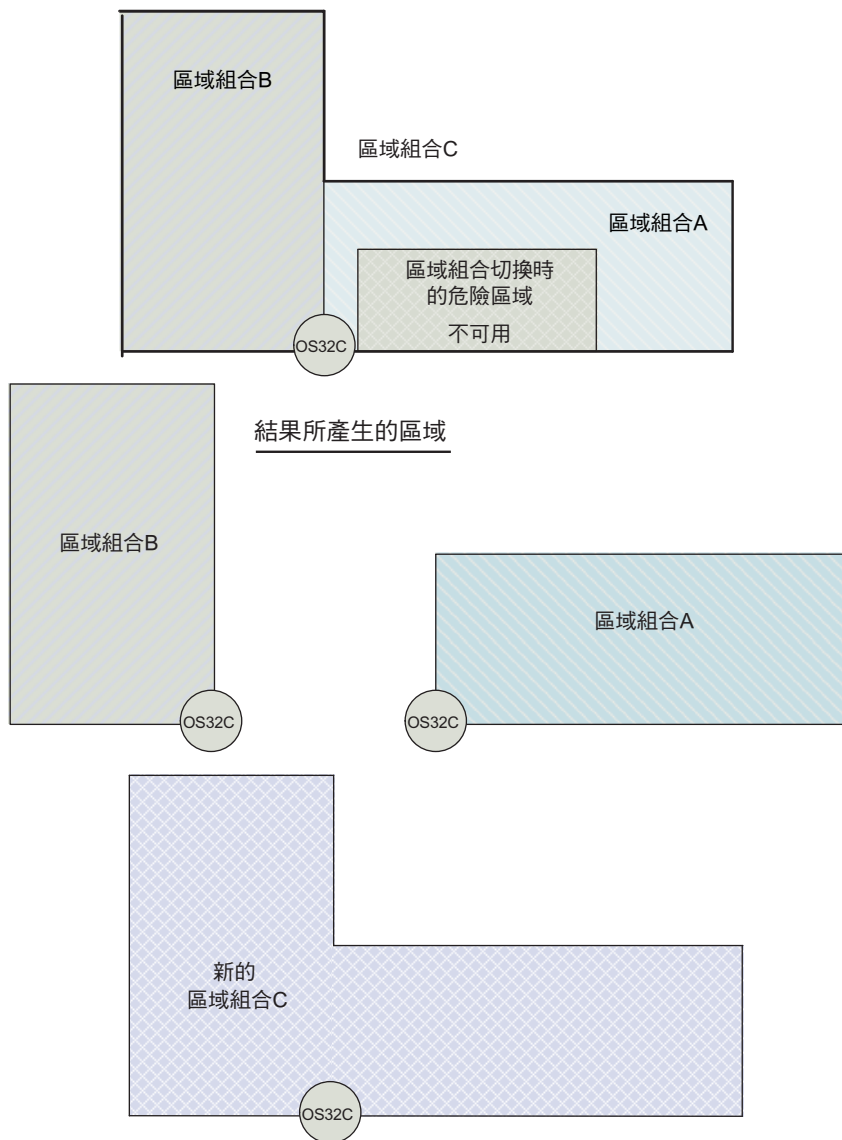 區域組合B
區域組合C
區域組合A
區域組合切換時
的危險區域
不可用
OS32C
結果所產生的區域
區域組合B
區域組合A
OS32C
OS32C
新的
區域組合C
OS32C